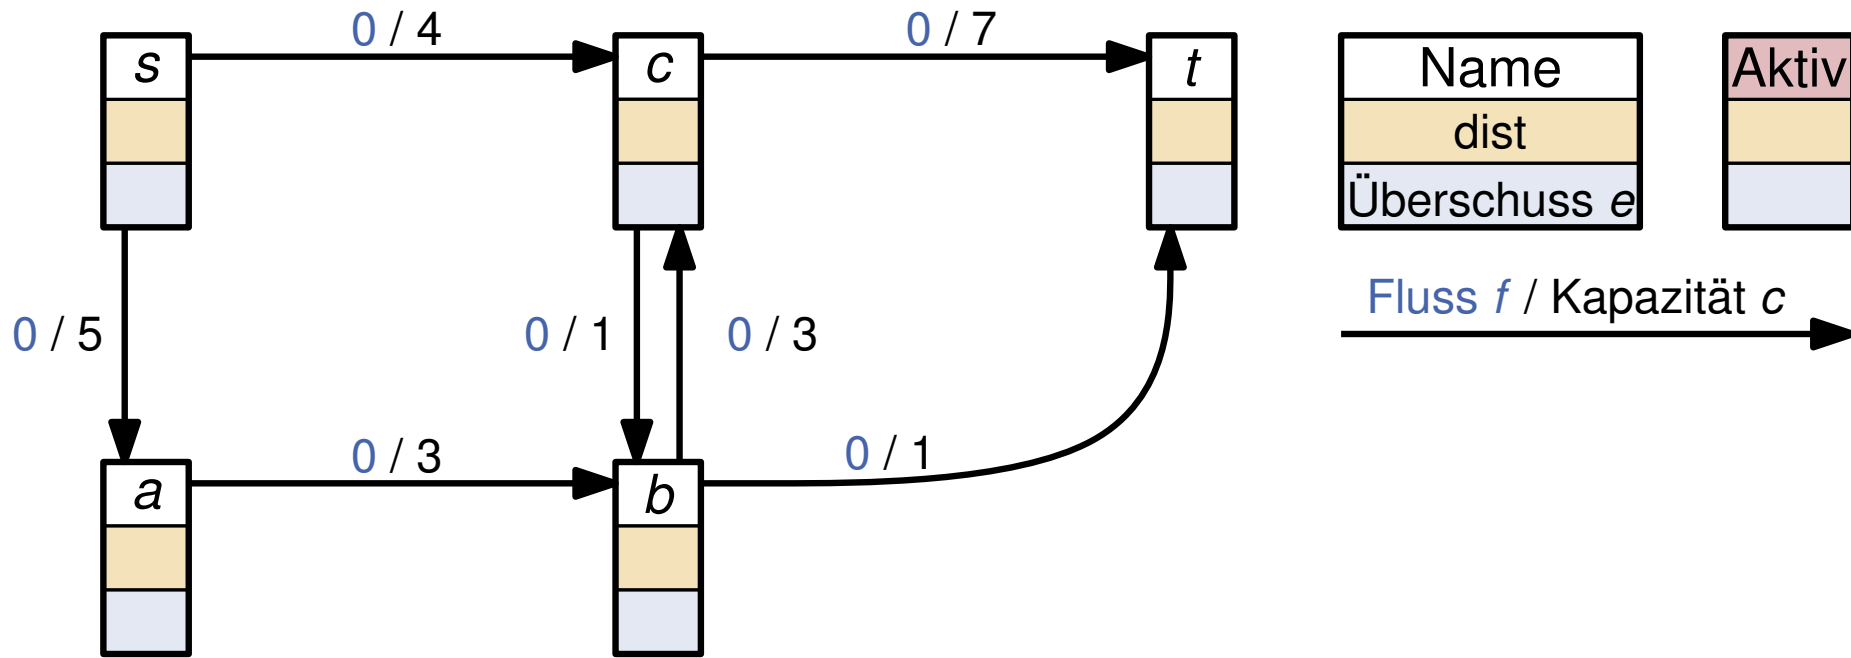 0 / 4
0 / 7
s
c
t
Name
Aktiv
dist
Überschuss e
0 / 5
0 / 1
0 / 3
Fluss f / Kapazität c
0 / 3
0 / 1
a
b